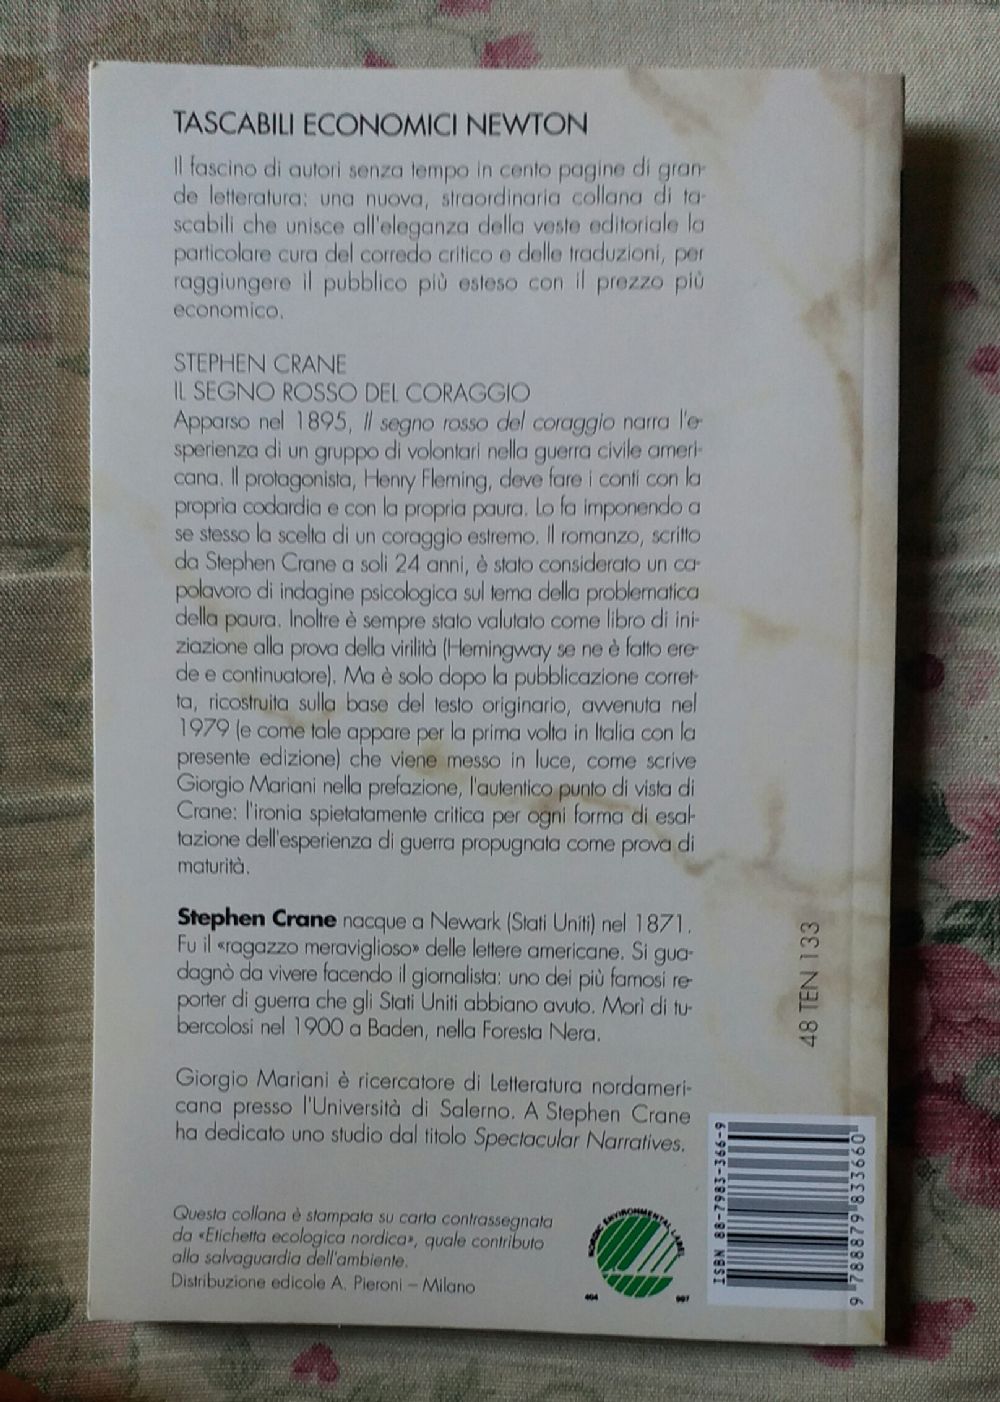 TASCABILI ECONOMICI NEWTON
Il fascino di autori senza tempo in cento pagine di gran-
de letteratura: una nuova, straordinaria collana di ta-
scabili che unisce all'eleganza della veste editoriale la
particolare cura del corredo critico e delle traduzioni, per
raggiungere il pubblico più esteso con il prezzo più
economico.
STEPHEN CRANE
IL SEGNO ROSSO DEL CORAGGIO
Apparso nel 1895, Il segno rosso del coraggio narra l'e-
sperienza di un gruppo di volontari nella guerra civile ameri-
cana. Il protagonista, Henry Fleming, deve fare i conti con la
propria codardia e con la propria paura. Lo fa imponendo a
se stesso la scelta di un coraggio estremo. Il romanzo, scritto
da Stephen Crane a soli 24 anni, è stato considerato un ca-
polavoro di indagine psicologica sul tema della problematica
della paura. Inoltre è sempre stato valutato come libro di ini-
ziazione alla prova della virilità (Hemingway se ne è fatto ere-
de e continuatore). Ma è solo dopo la pubblicazione corret-
ta, ricostruita sulla base del testo originario, avvenuta nel
1979 (e come tale appare per la prima volta in Italia con la
presente edizione) che viene messo in luce, come scrive
Giorgio Mariani nella prefazione, l'autentico punto di vista di
Crane: l'ironia spietatamente critica per ogni forma di esal-
tazione dell'esperienza di guerra propugnata come prova di
maturità.
Stephen Crane nacque a Newark (Stati Uniti) nel 1871.
Fu il «ragazzo meraviglioso» delle lettere americane. Si gua-
dagnò da vivere facendo il giornalista: uno dei più famosi re-
porter di guerra che gli Stati Uniti abbiano avuto. Morì di tu-
bercolosi nel 1900 a Baden, nella Foresta Nera.
Giorgio Mariani è ricercatore di Letteratura nordameri-
cana presso l'Università di Salerno. A Stephen Crane
ha dedicato uno studio dal titolo Spectacular Narratives.
48 TEN 133
Questa collana è stampata su carta contrassegnata
da «Etichetta ecologica nordica», quale contributo
alla salvaguardia dell'ambiente.
Distribuzione edicole A. Pieroni – Milano
NORDIC ENVIRONMENTAL LABEL
ISBN 88-7983-366-9
9 788879 833660